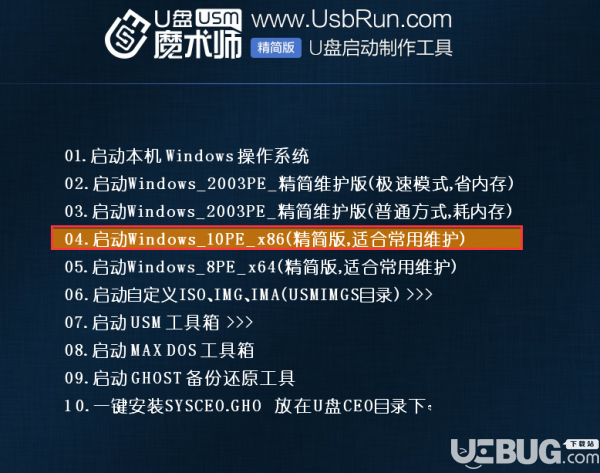 U盘 USM www.UsbRun.com
魔术师 精简版 U盘启动制作工具
01.启动本机Windows操作系统
02.启动Windows_2003PE_精简维护版(极速模式,省内存)
03.启动Windows_2003PE_精简维护版(普通方式,耗内存)
04.启动Windows_10PE_x86(精简版,适合常用维护)
05.启动Windows_8PE_x64(精简版,适合常用维护)
06.启动自定义ISO、IMG、IMA(USMIMGS目录) >>>
07.启动USM工具箱 >>>
08.启动MAX DOS工具箱
09.启动GHOST备份还原工具
10.一键安装SYSCEO.GHO 放在U盘CEO目录下。
UEBUG 下载站
.com